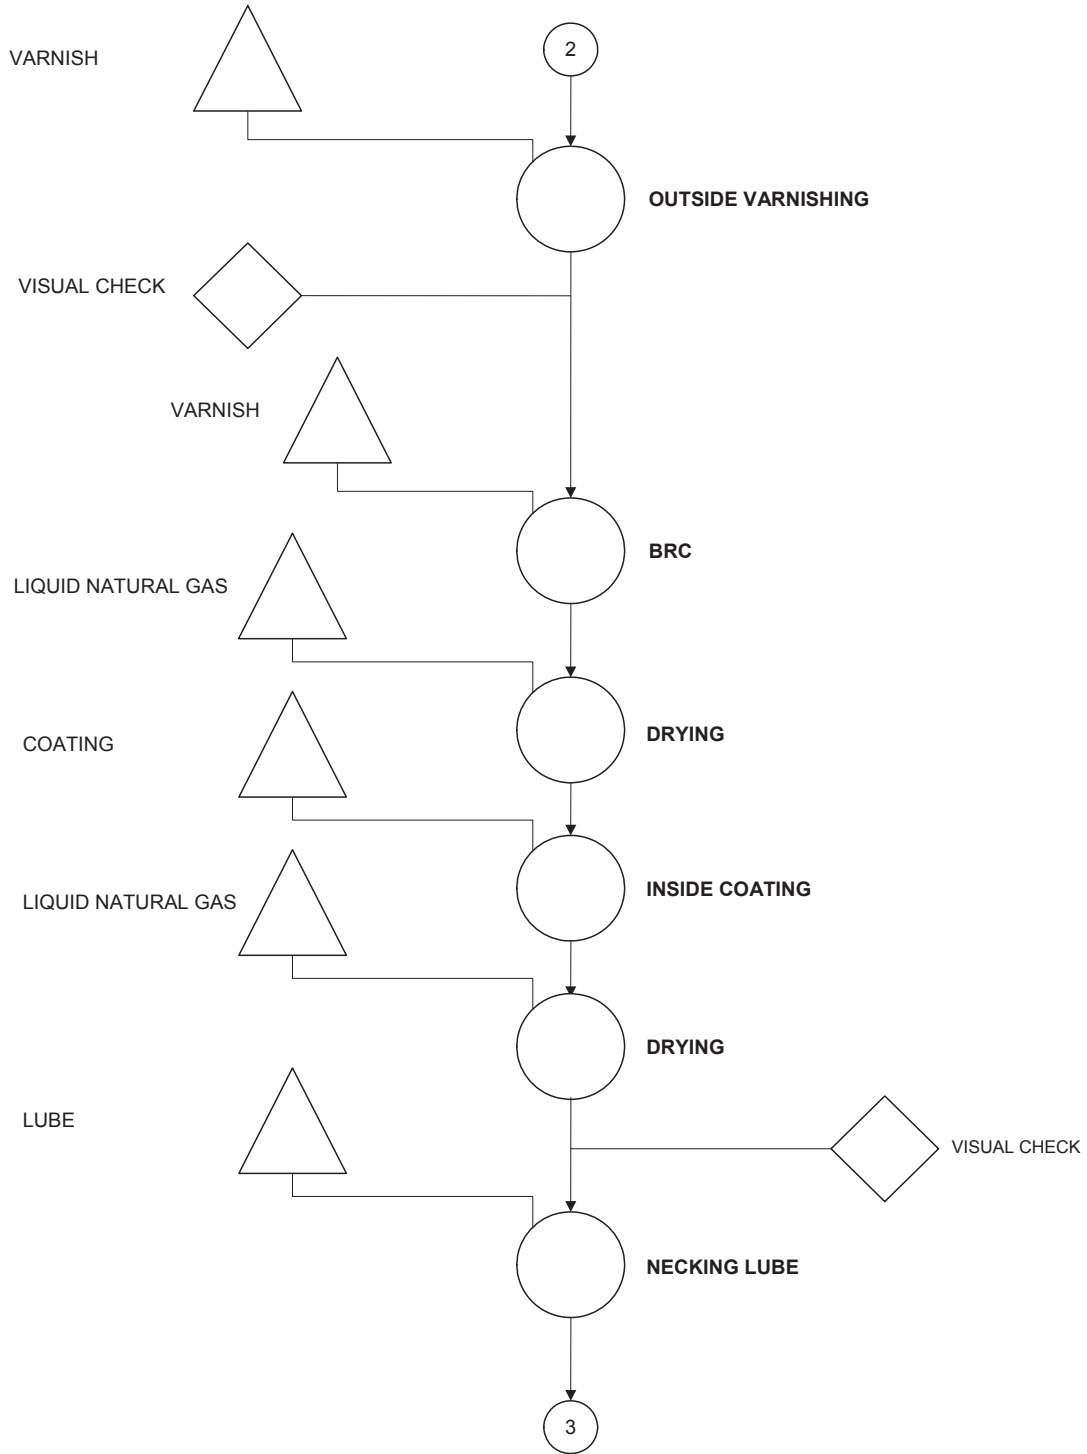 2
VARNISH
OUTSIDE VARNISHING
VISUAL CHECK
VARNISH
BRC
LIQUID NATURAL GAS
DRYING
COATING
INSIDE COATING
LIQUID NATURAL GAS
DRYING
LUBE
VISUAL CHECK
NECKING LUBE
3